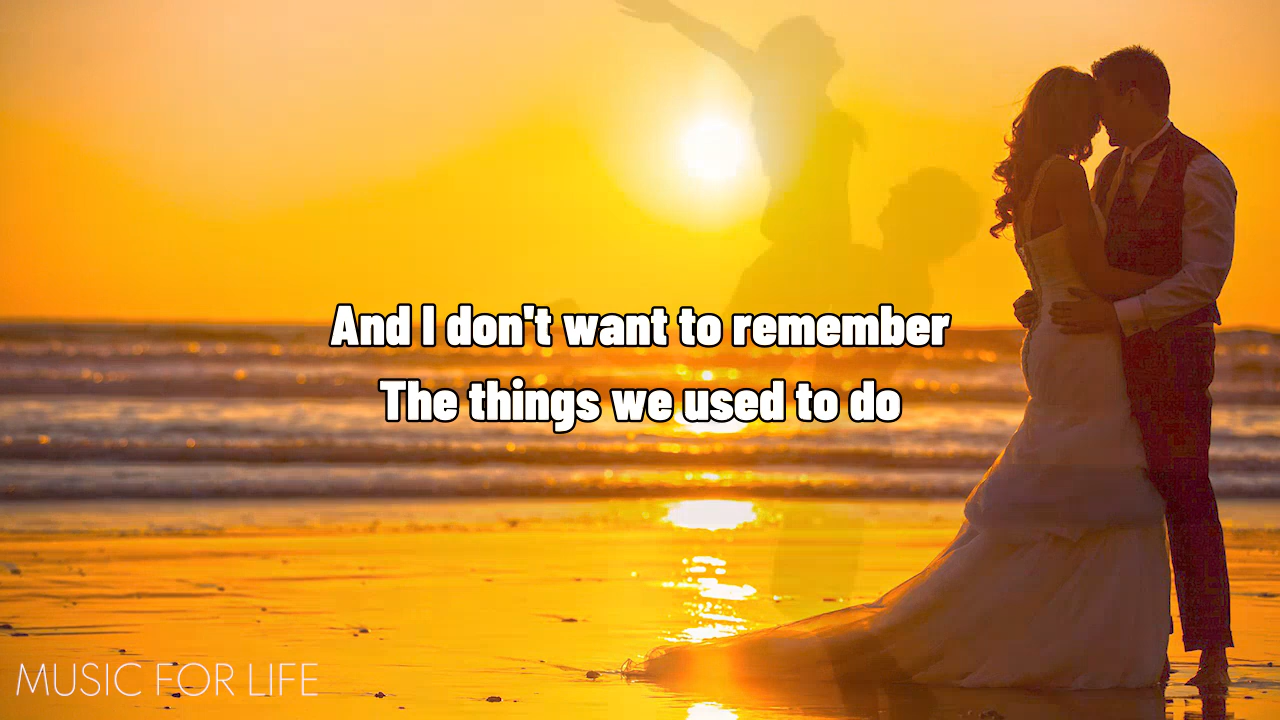 And I don't want to remember
The things we used to do
MUSIC FOR LIFE